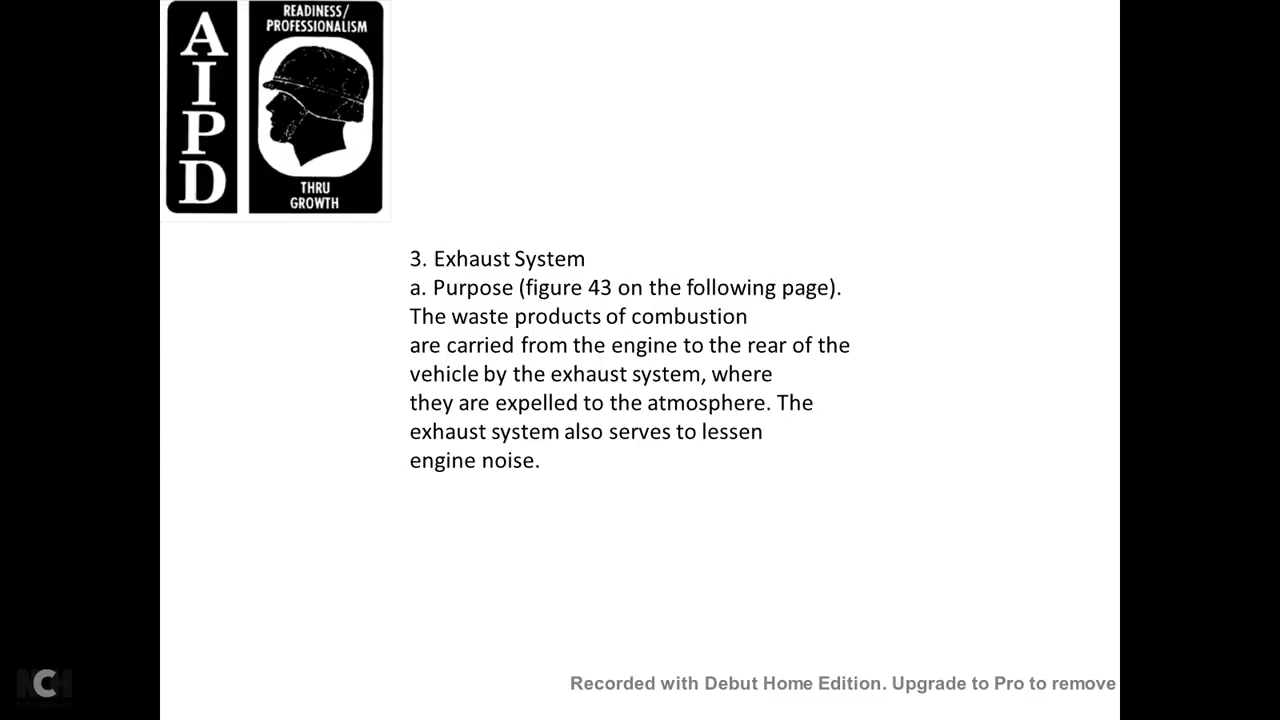 AIPD
READINESS/
PROFESSIONALISM
THRU
GROWTH
3. Exhaust System
a. Purpose (figure 43 on the following page).
The waste products of combustion
are carried from the engine to the rear of the
vehicle by the exhaust system, where
they are expelled to the atmosphere. The
exhaust system also serves to lessen
engine noise.
Recorded with Debut Home Edition. Upgrade to Pro to remove
NCH